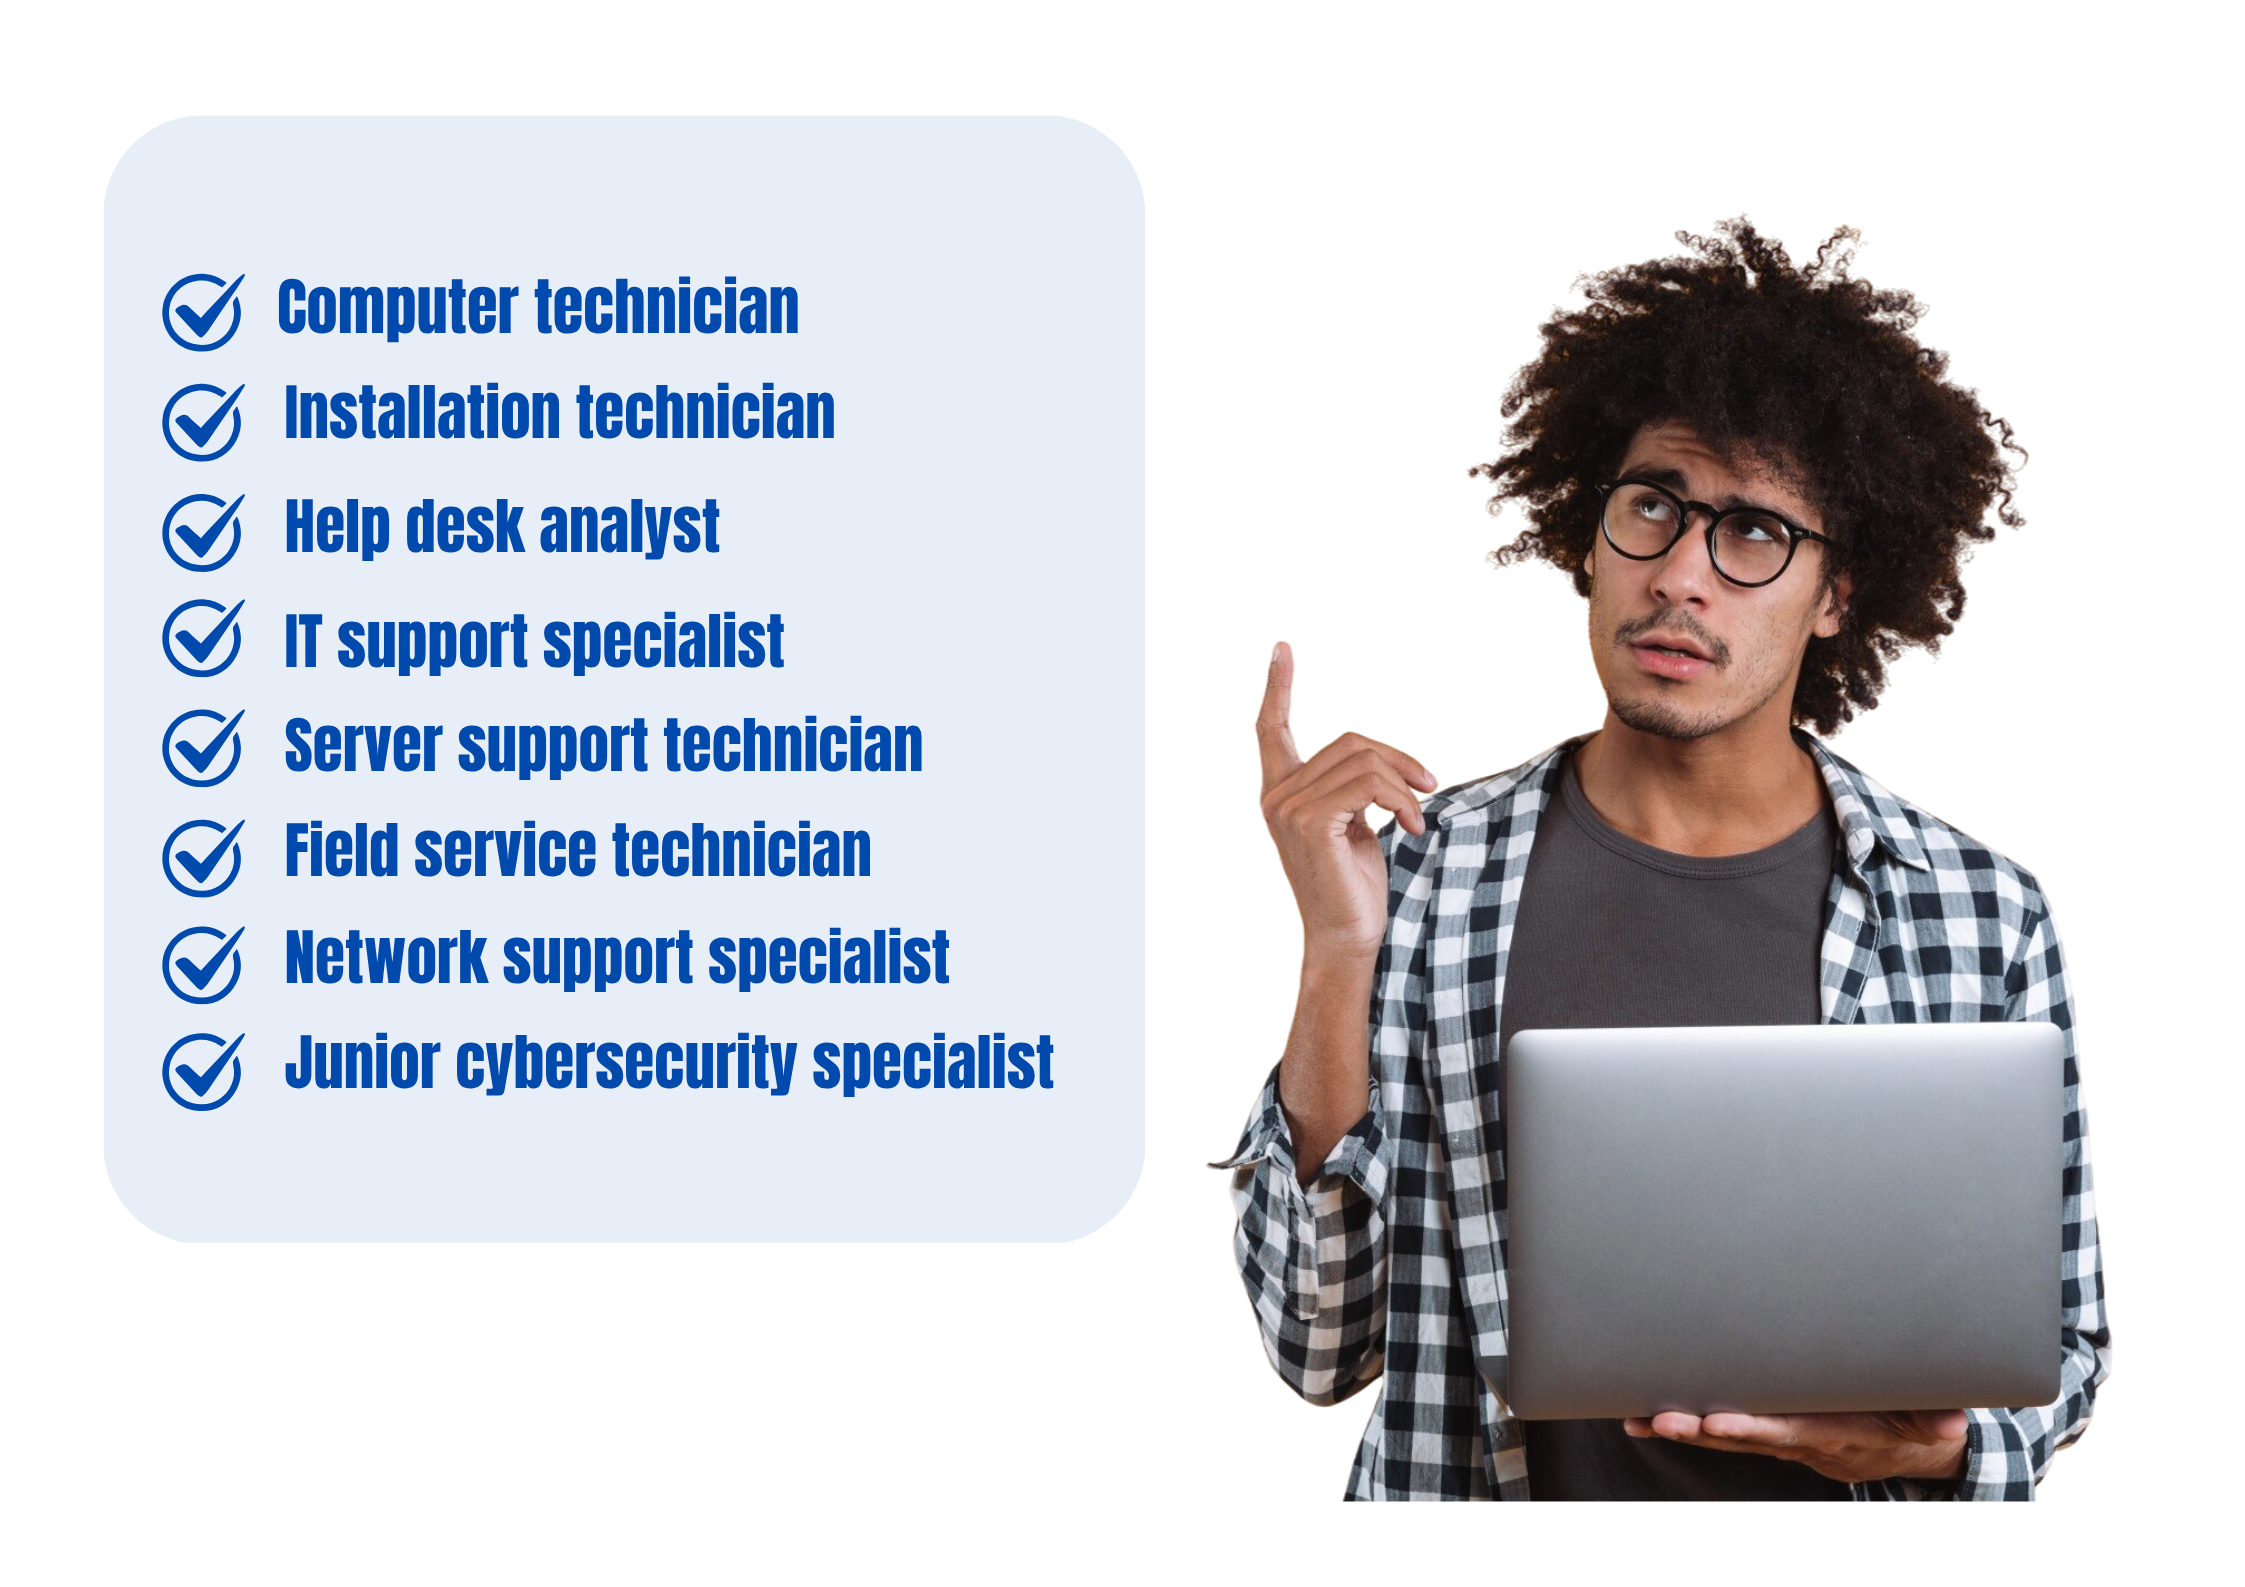 Computer technician
Installation technician
Help desk analyst
IT support specialist
Server support technician
Field service technician
Network support specialist
Junior cybersecurity specialist